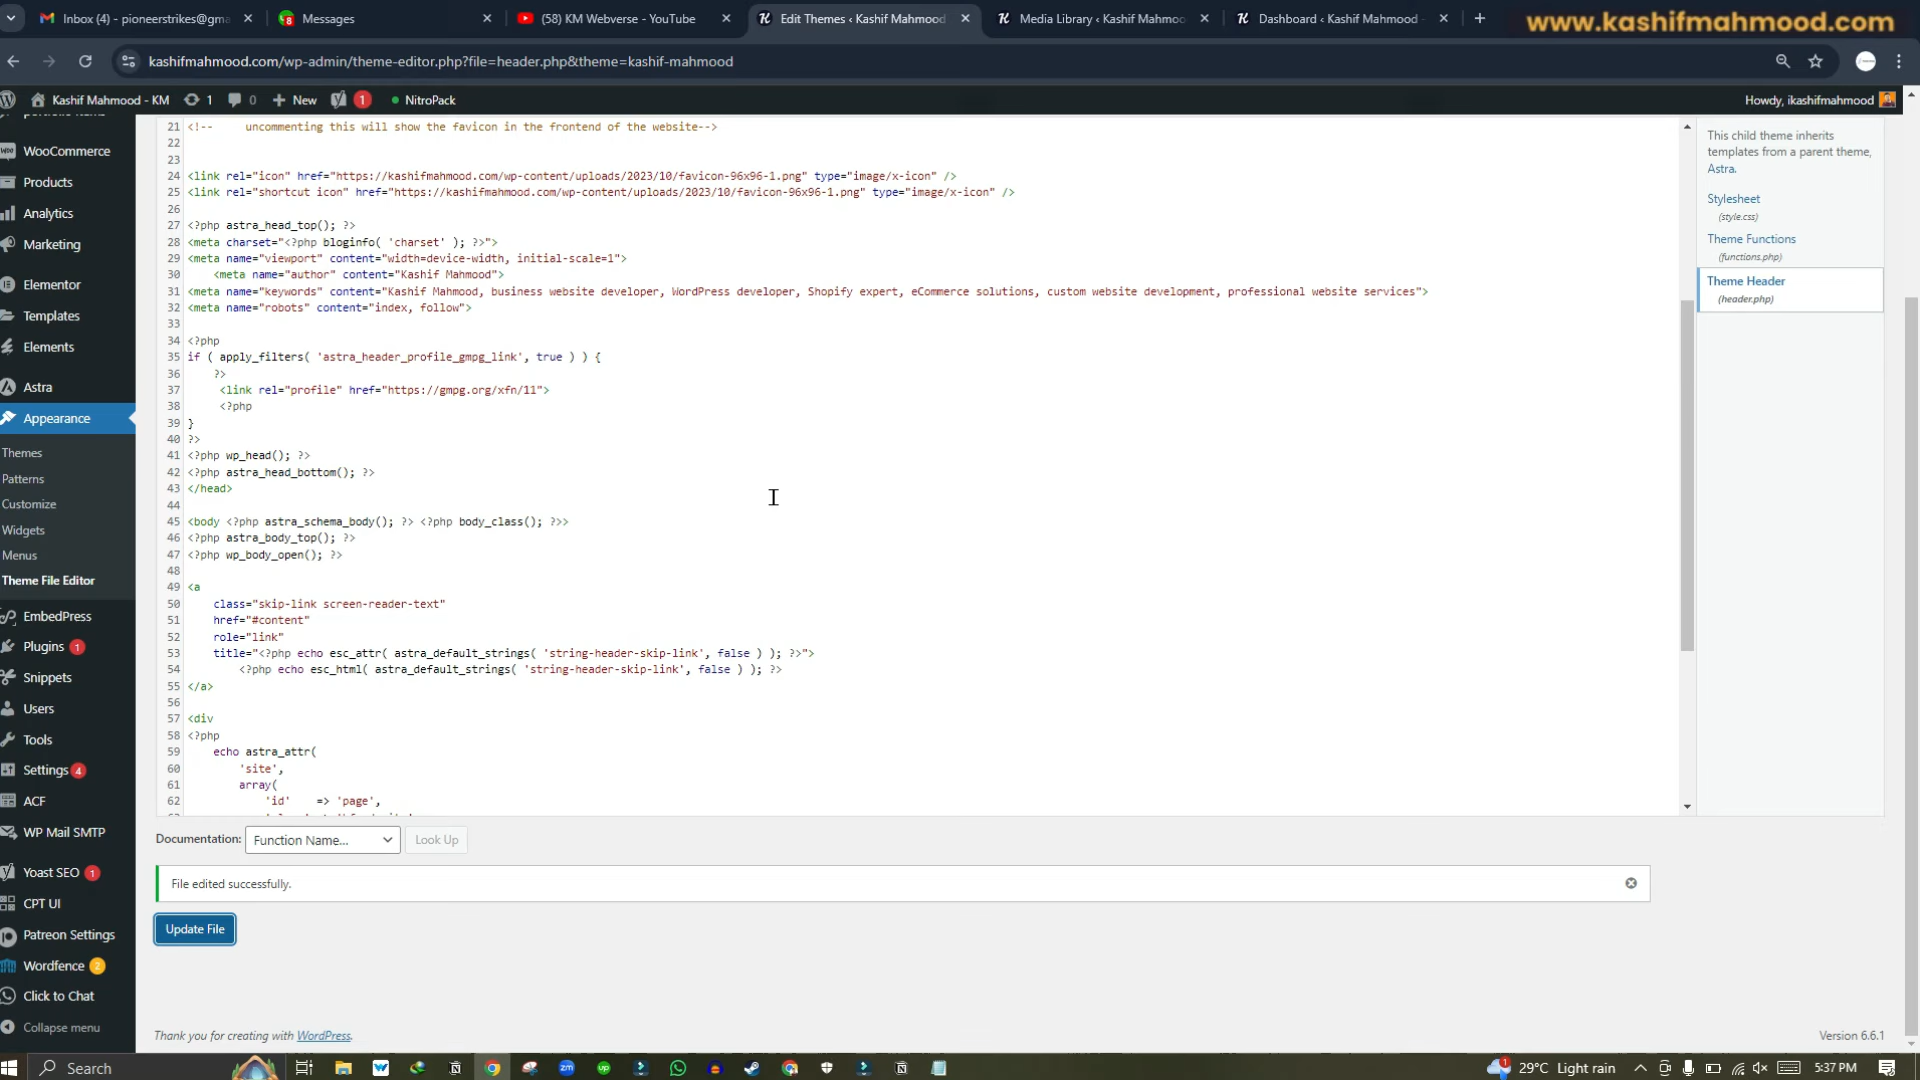 Inbox (4) - pioneerstrikes@gma
8 Messages
(58) KM Webverse - YouTube
Edit Themes ‹ Kashif Mahmood
Media Library ‹ Kashif Mahmoo
Dashboard ‹ Kashif Mahmood
www.kashifmahmood.com
kashifmahmood.com/wp-admin/theme-editor.php?file=header.php&theme=kashif-mahmood
Kashif Mahmood - KM
1
0
New
1
NitroPack
Howdy, ikashifmahmood
WooCommerce
Products
Analytics
Marketing
Elementor
Templates
Elements
Astra
Appearance
Themes
Patterns
Customize
Widgets
Menus
Theme File Editor
EmbedPress
Plugins 1
Snippets
Users
Tools
Settings 4
ACF
WP Mail SMTP
Yoast SEO 1
CPT UI
Patreon Settings
Wordfence 2
Click to Chat
Collapse menu
21 <!-- uncommenting this will show the favicon in the frontend of the website-->
22
23
24 <link rel="icon" href="https://kashifmahmood.com/wp-content/uploads/2023/10/favicon-96x96-1.png" type="image/x-icon" />
25 <link rel="shortcut icon" href="https://kashifmahmood.com/wp-content/uploads/2023/10/favicon-96x96-1.png" type="image/x-icon" />
26
27 <?php astra_head_top(); ?>
28 <meta charset="<?php bloginfo( 'charset' ); ?>">
29 <meta name="viewport" content="width=device-width, initial-scale=1">
30 <meta name="author" content="Kashif Mahmood">
31 <meta name="keywords" content="Kashif Mahmood, business website developer, WordPress developer, Shopify expert, eCommerce solutions, custom website development, professional website services">
32 <meta name="robots" content="index, follow">
33
34 <?php
35 if ( apply_filters( 'astra_header_profile_gmpg_link', true ) ) {
36 ?>
37 <link rel="profile" href="https://gmpg.org/xfn/11">
38 <?php
39 }
40 ?>
41 <?php wp_head(); ?>
42 <?php astra_head_bottom(); ?>
43 </head>
44
45 <body <?php astra_schema_body(); ?> <?php body_class(); ?>>
46 <?php astra_body_top(); ?>
47 <?php wp_body_open(); ?>
48
49 <a
50 class="skip-link screen-reader-text"
51 href="#content"
52 role="link"
53 title="<?php echo esc_attr( astra_default_strings( 'string-header-skip-link', false ) ); ?>">
54 <?php echo esc_html( astra_default_strings( 'string-header-skip-link', false ) ); ?>
55 </a>
56
57 <div
58 <?php
59 echo astra_attr(
60 'site',
61 array(
62 'id' => 'page',
This child theme inherits
templates from a parent theme,
Astra.
Stylesheet
(style.css)
Theme Functions
(functions.php)
Theme Header
(header.php)
Documentation: Function Name... Look Up
File edited successfully.
Update File
Thank you for creating with WordPress.
Version 6.6.1
Search
29°C Light rain
5:37 PM